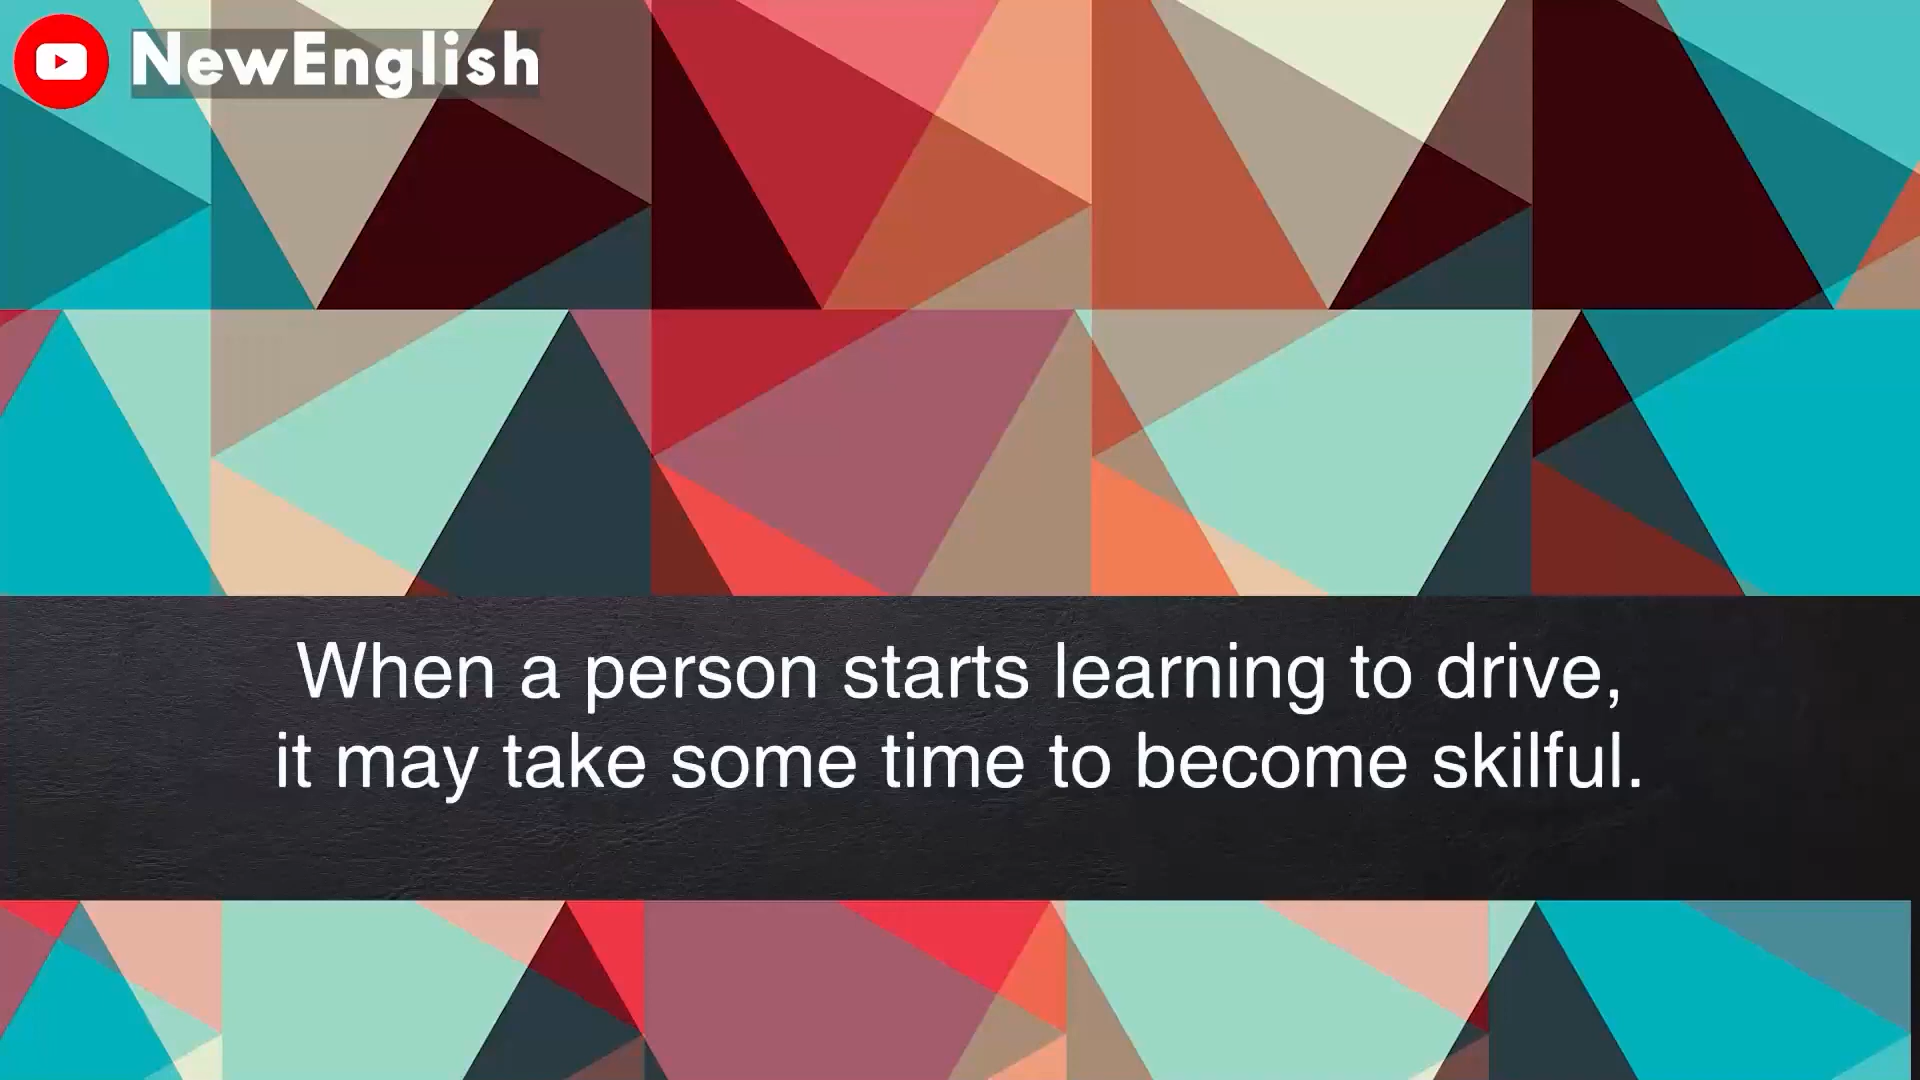 NewEnglish
When a person starts learning to drive,
it may take some time to become skilful.